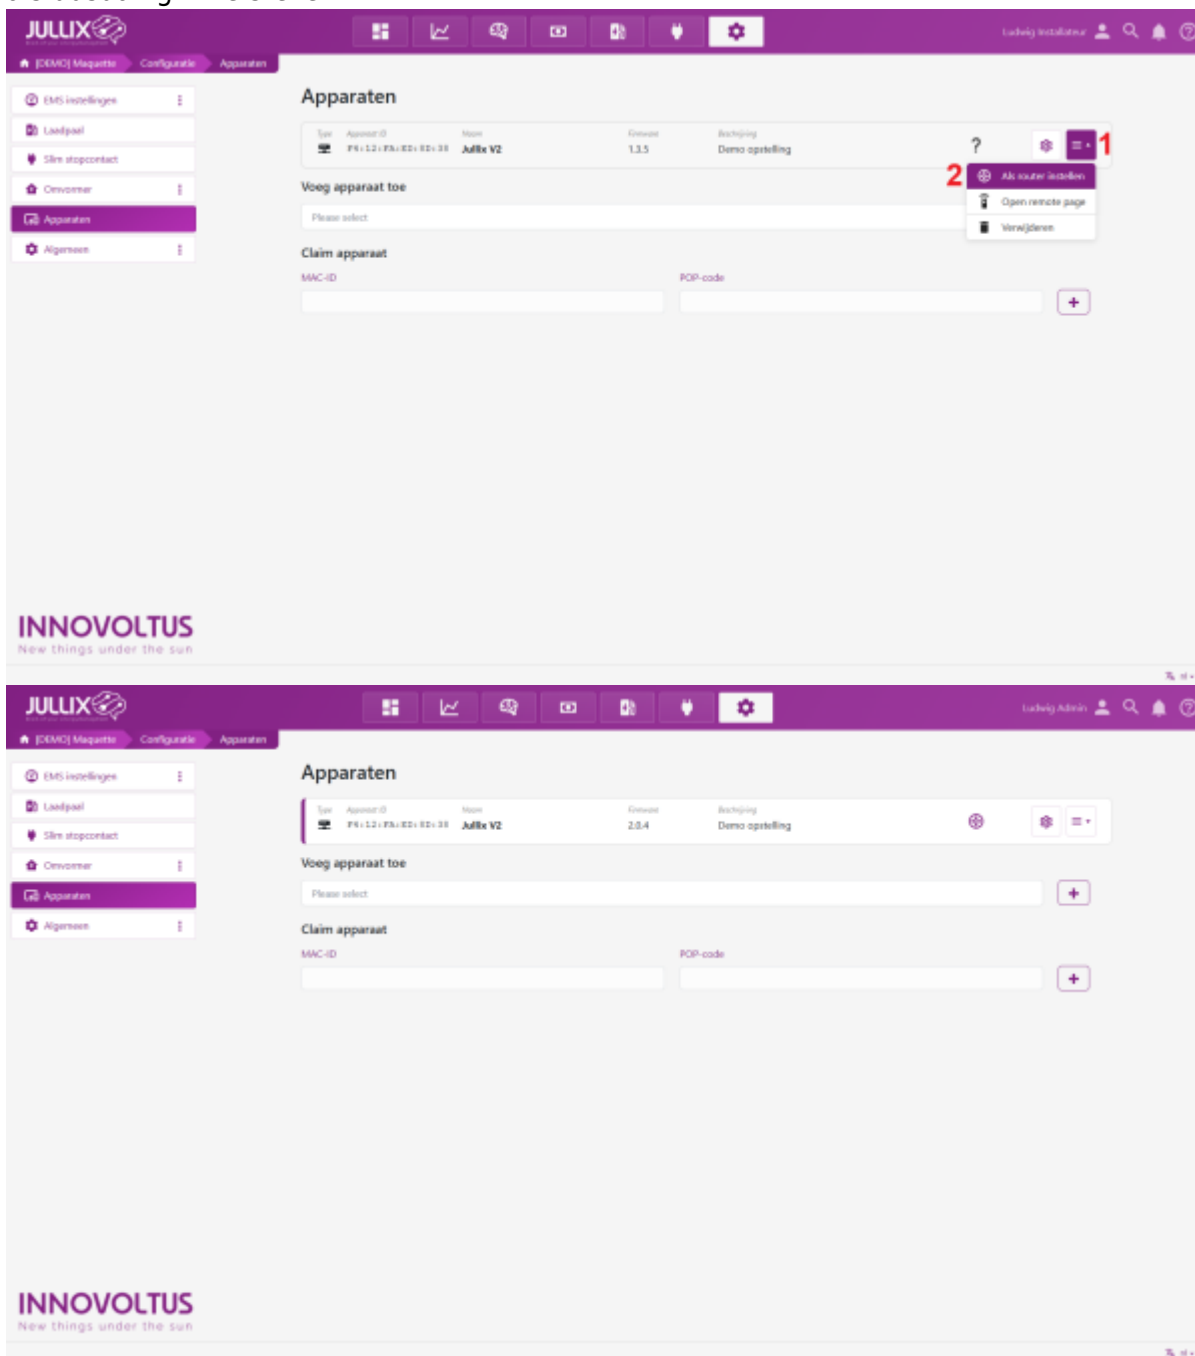 JULLIX
Ludwig Installateur
[DEMO] Maquette Configuratie Apparaten
EMS instellingen
Laadpaal
Slim stopcontact
Omvormer
Apparaten
Algemeen
Apparaten
Type Apparaat ID Naam Firmware Beschrijving
Jullix V2 1.3.5 Demo opstelling ? 1
2 Als router instellen
Open remote page
Verwijderen
Voeg apparaat toe
Please select
Claim apparaat
MAC-ID POP-code
+
INNOVOLTUS
New things under the sun
nl
JULLIX
Ludwig Admin
[DEMO] Maquette Configuratie Apparaten
EMS instellingen
Laadpaal
Slim stopcontact
Omvormer
Apparaten
Algemeen
Apparaten
Type Apparaat ID Naam Firmware Beschrijving
Jullix V2 2.0.4 Demo opstelling
Voeg apparaat toe
Please select
+
Claim apparaat
MAC-ID POP-code
+
INNOVOLTUS
New things under the sun
nl